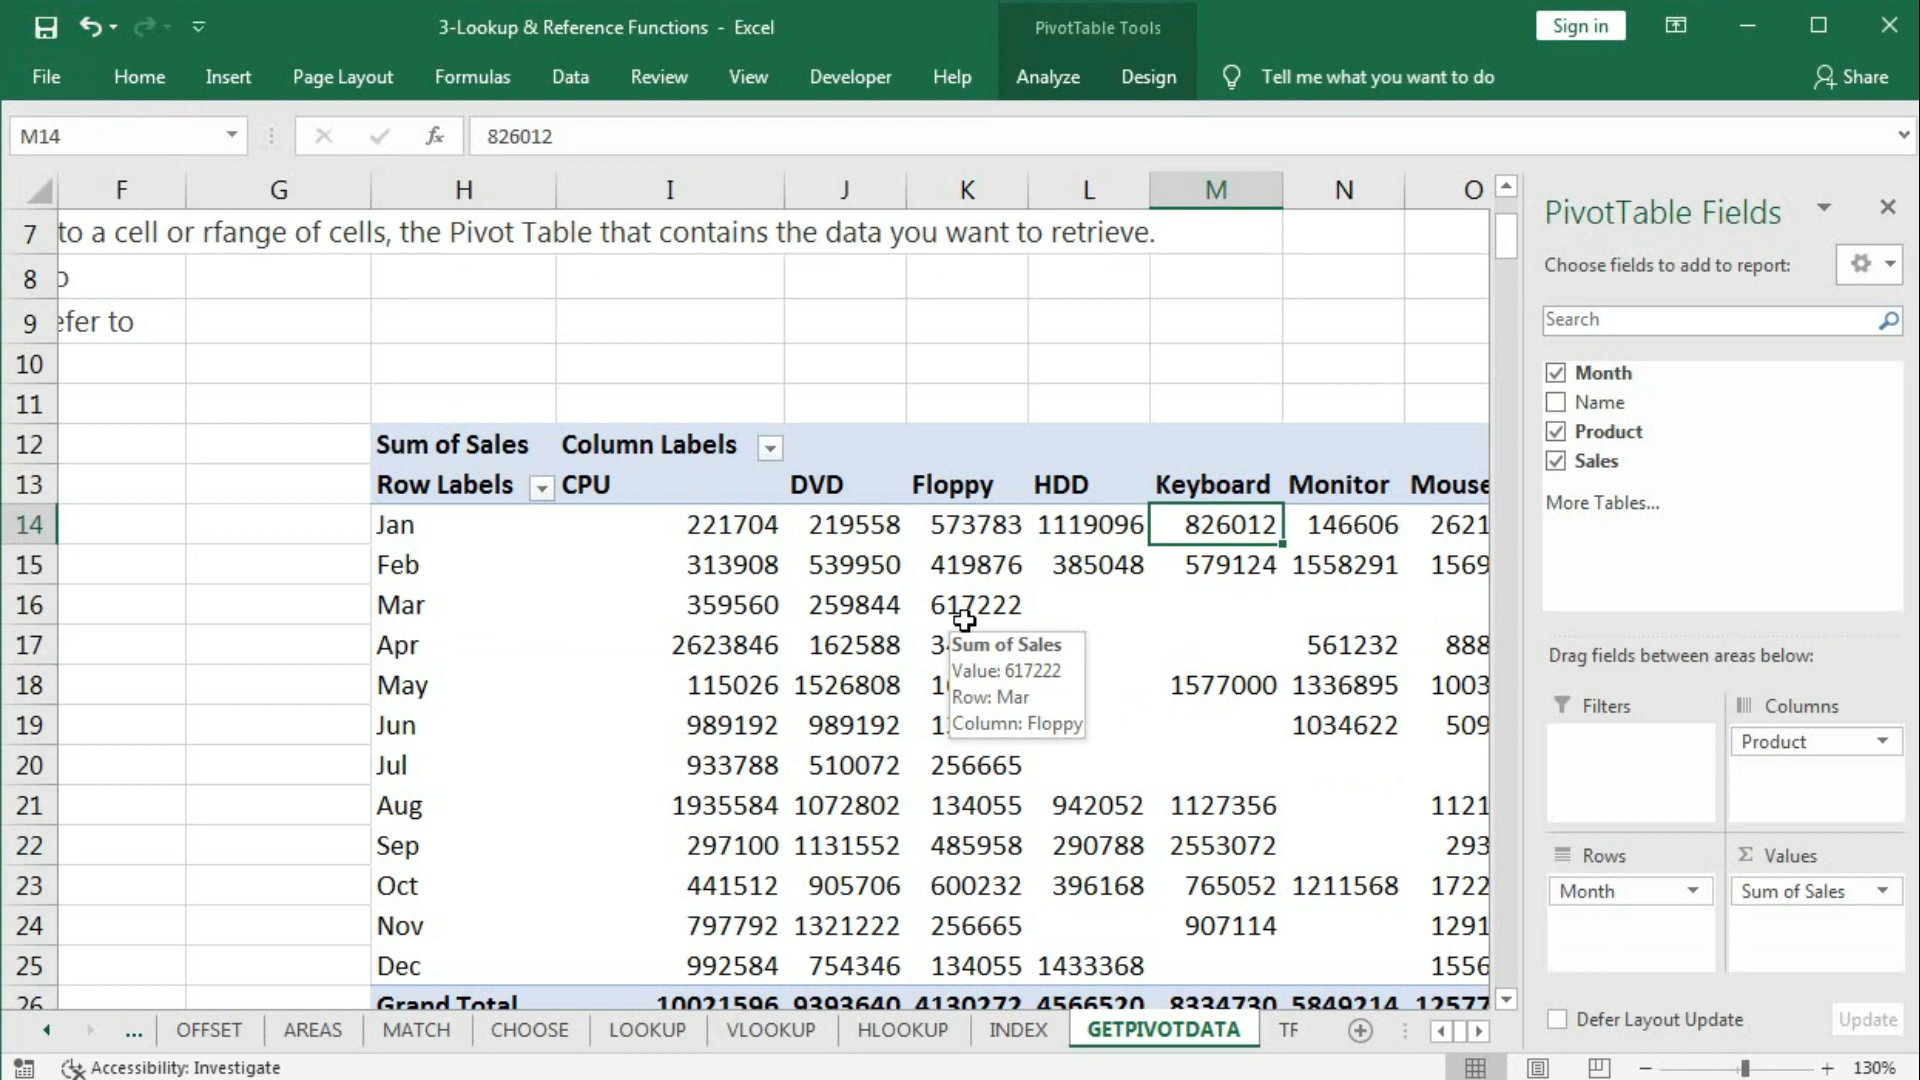 3-Lookup & Reference Functions - Excel
PivotTable Tools
Sign in
File Home Insert Page Layout Formulas Data Review View Developer Help Analyze Design Tell me what you want to do Share
M14 fx 826012
F G H I J K L M N O
7 to a cell or rfange of cells, the Pivot Table that contains the data you want to retrieve.
8
9 efer to
10
11
12 Sum of Sales Column Labels
13 Row Labels CPU DVD Floppy HDD Keyboard Monitor Mouse
14 Jan 221704 219558 573783 1119096 826012 146606 2621
15 Feb 313908 539950 419876 385048 579124 1558291 1569
16 Mar 359560 259844 617222
17 Apr 2623846 162588 561232 888
18 May 115026 1526808 1577000 1336895 1003
19 Jun 989192 989192 1034622 509
20 Jul 933788 510072 256665
21 Aug 1935584 1072802 134055 942052 1127356 1121
22 Sep 297100 1131552 485958 290788 2553072 293
23 Oct 441512 905706 600232 396168 765052 1211568 1722
24 Nov 797792 1321222 256665 907114 1291
25 Dec 992584 754346 134055 1433368 1556
26 Grand Total 10021596 9393640 4130272 4566520 8334730 5849214 12577
Sum of Sales
Value: 617222
Row: Mar
Column: Floppy
... OFFSET AREAS MATCH CHOOSE LOOKUP VLOOKUP HLOOKUP INDEX GETPIVOTDATA
Accessibility: Investigate
130%
PivotTable Fields
Choose fields to add to report:
Search
Month
Name
Product
Sales
More Tables...
Drag fields between areas below:
Filters
Columns
Product
Rows
Month
Values
Sum of Sales
Defer Layout Update Update